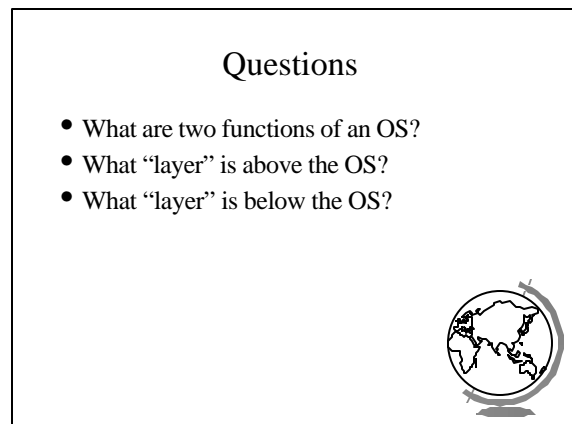 Questions
• What are two functions of an OS?
• What “layer” is above the OS?
• What “layer” is below the OS?